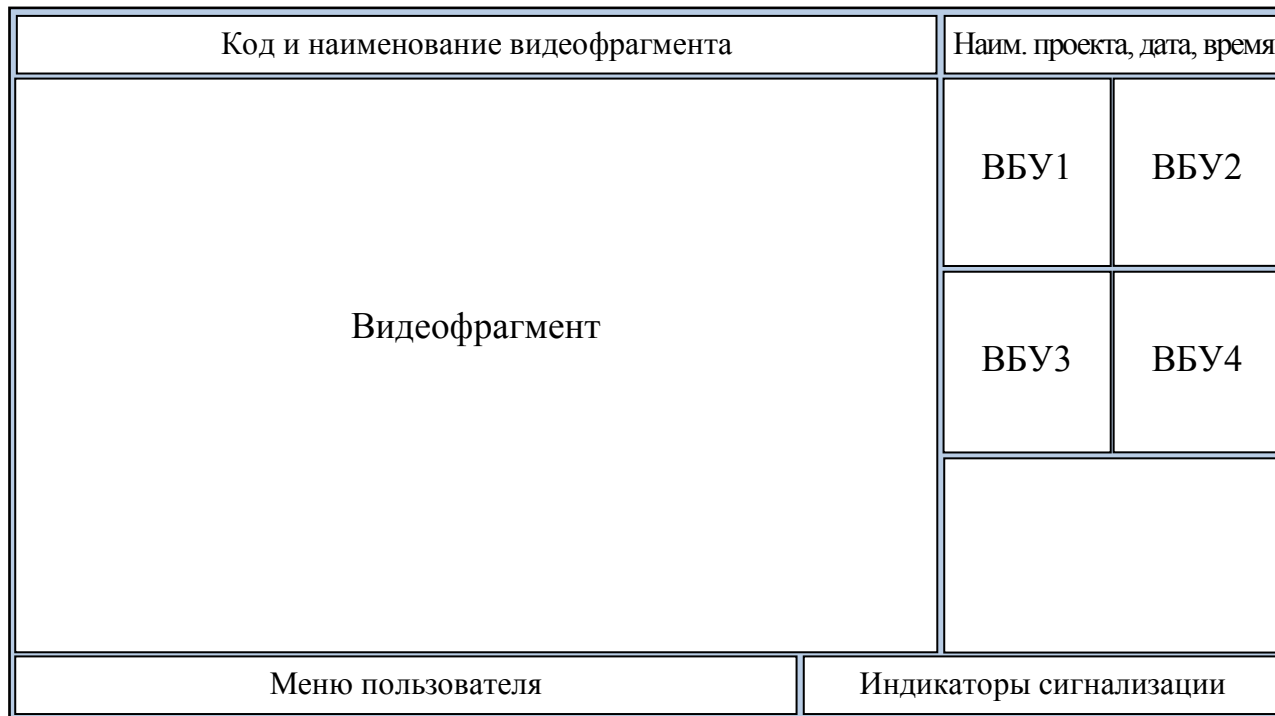 Код и наименование видеофрагмента
Наим. проекта, дата, время
ВБУ1
ВБУ2
Видеофрагмент
ВБУ3
ВБУ4
Меню пользователя
Индикаторы сигнализации